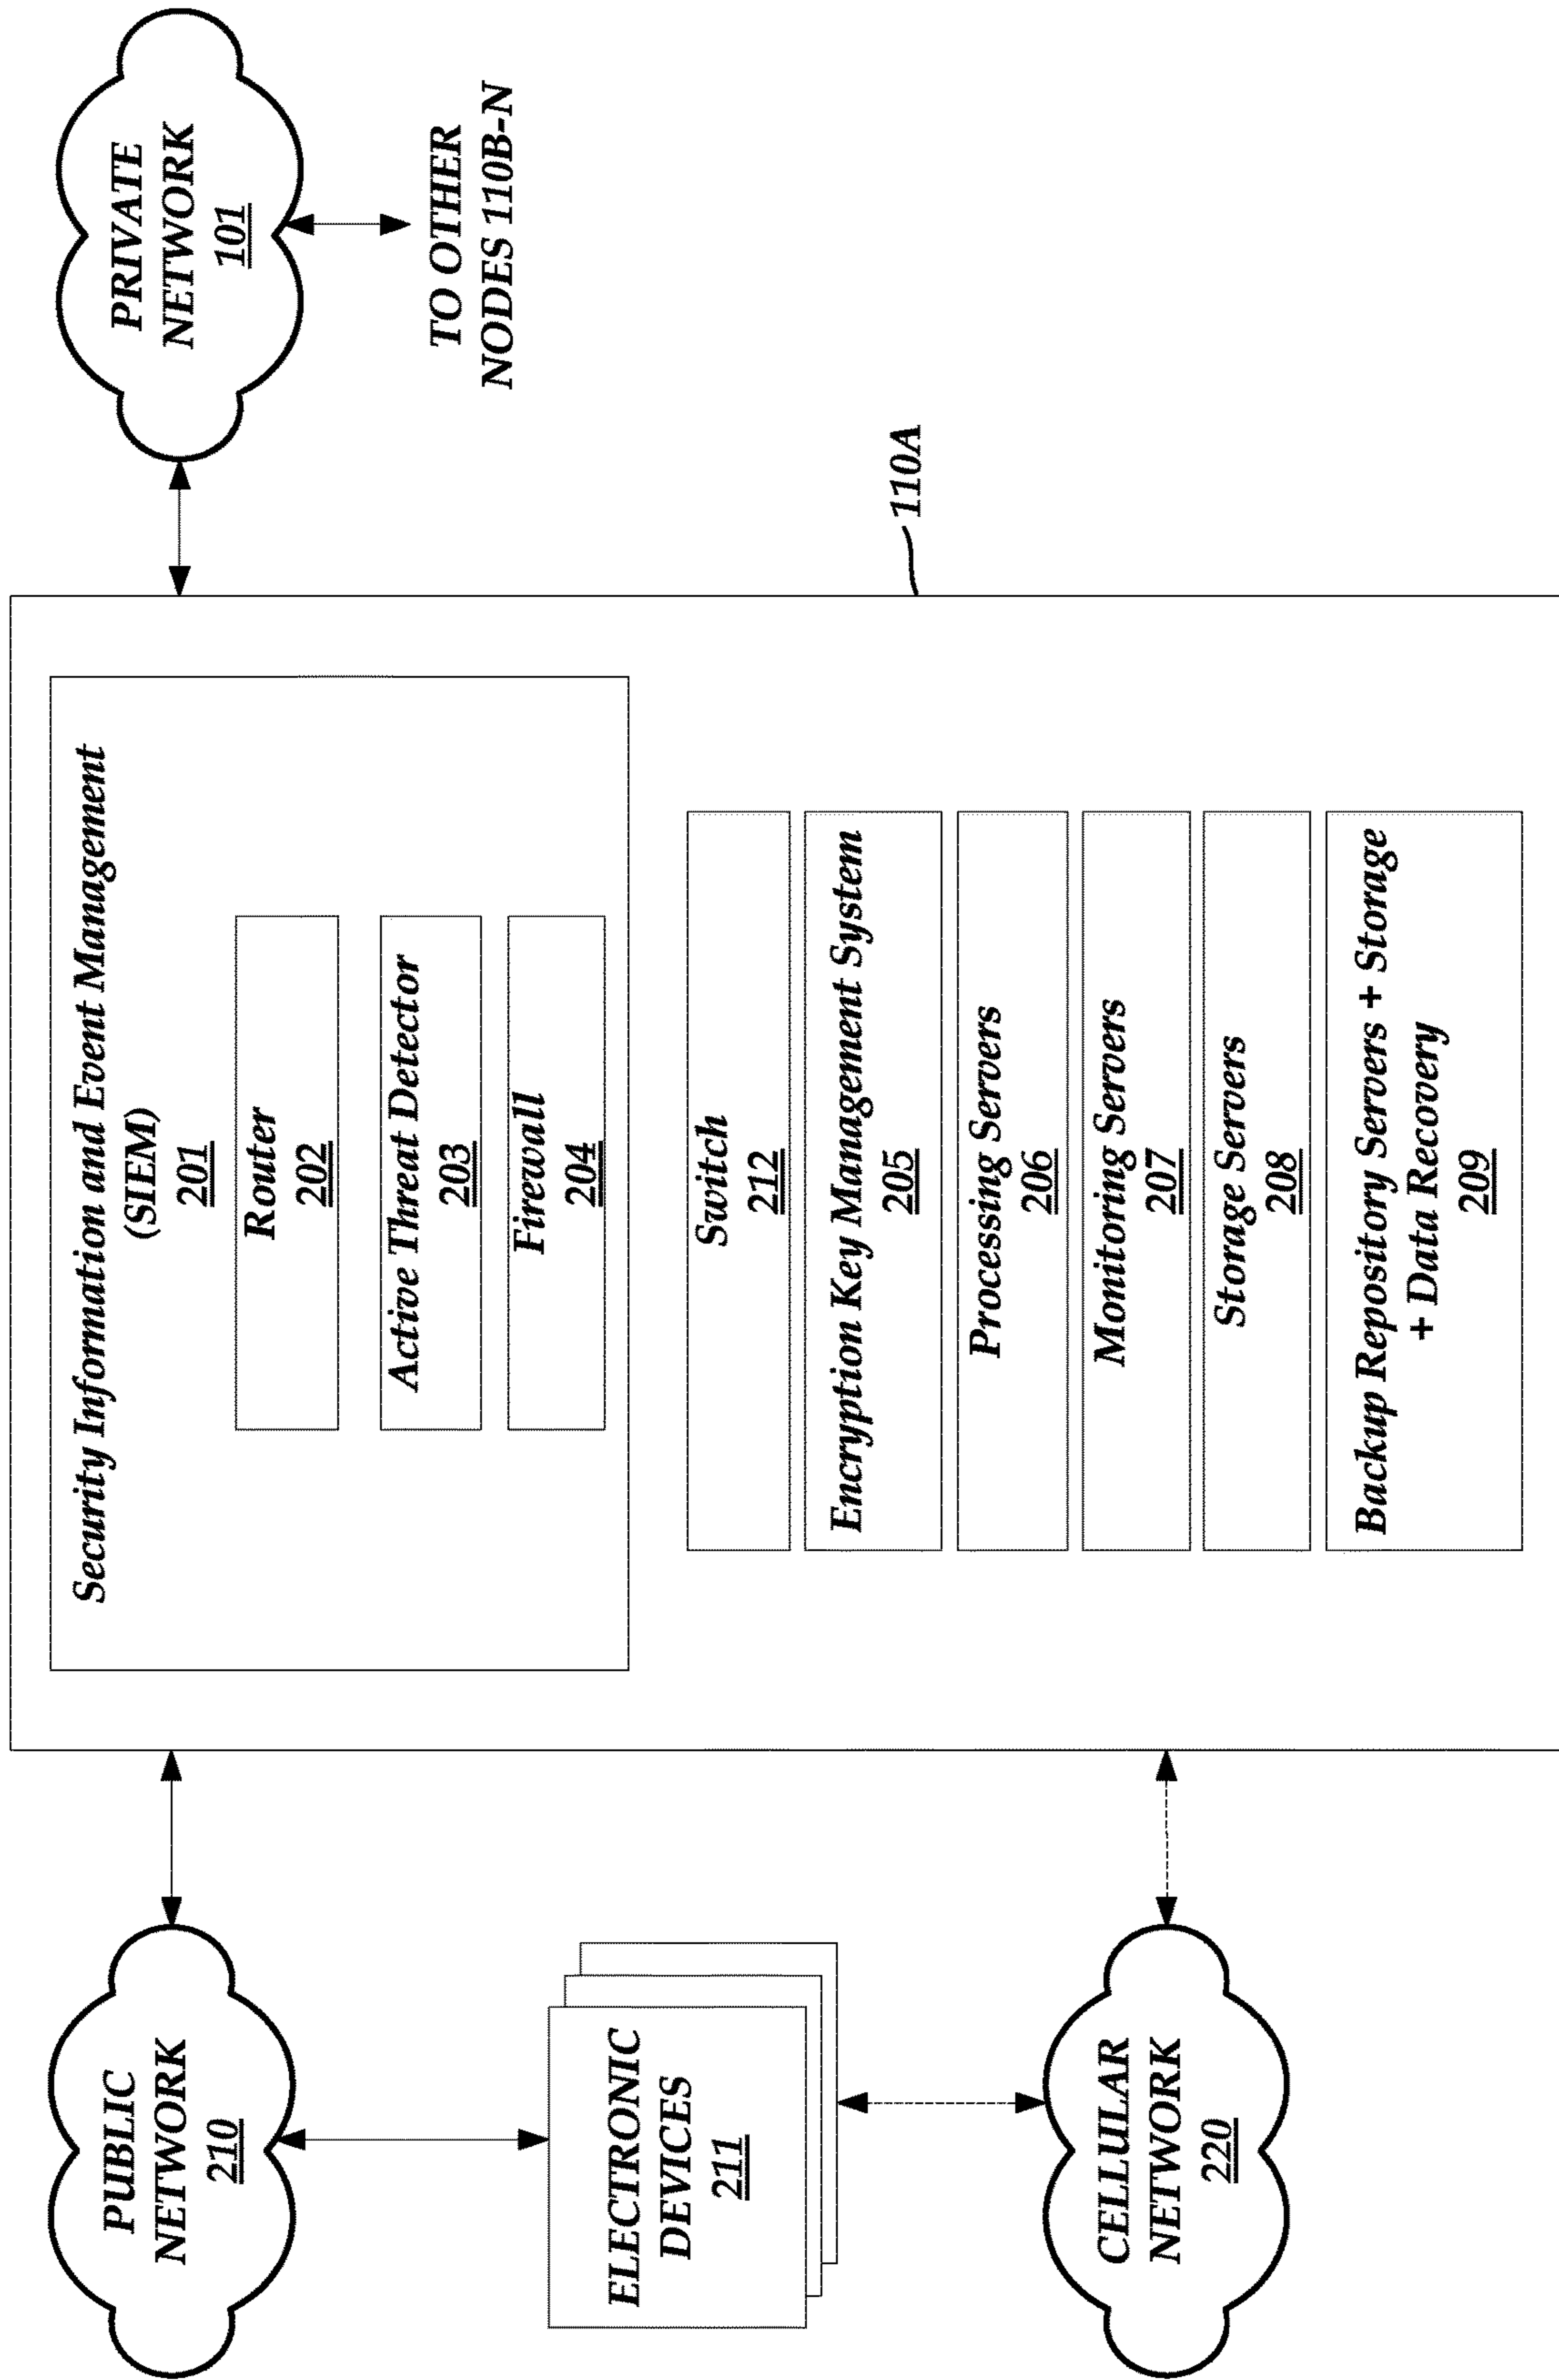 PUBLIC
NETWORK
210
ELECTRONIC
DEVICES
211
CELLULAR
NETWORK
220
Security Information and Event Management
(SIEM)
201
Router
202
Active Threat Detector
203
Firewall
204
Switch
212
Encryption Key Management System
205
Processing Servers
206
Monitoring Servers
207
Storage Servers
208
Backup Repository Servers + Storage
+ Data Recovery
209
110A
PRIVATE
NETWORK
101
TO OTHER
NODES 110B-N